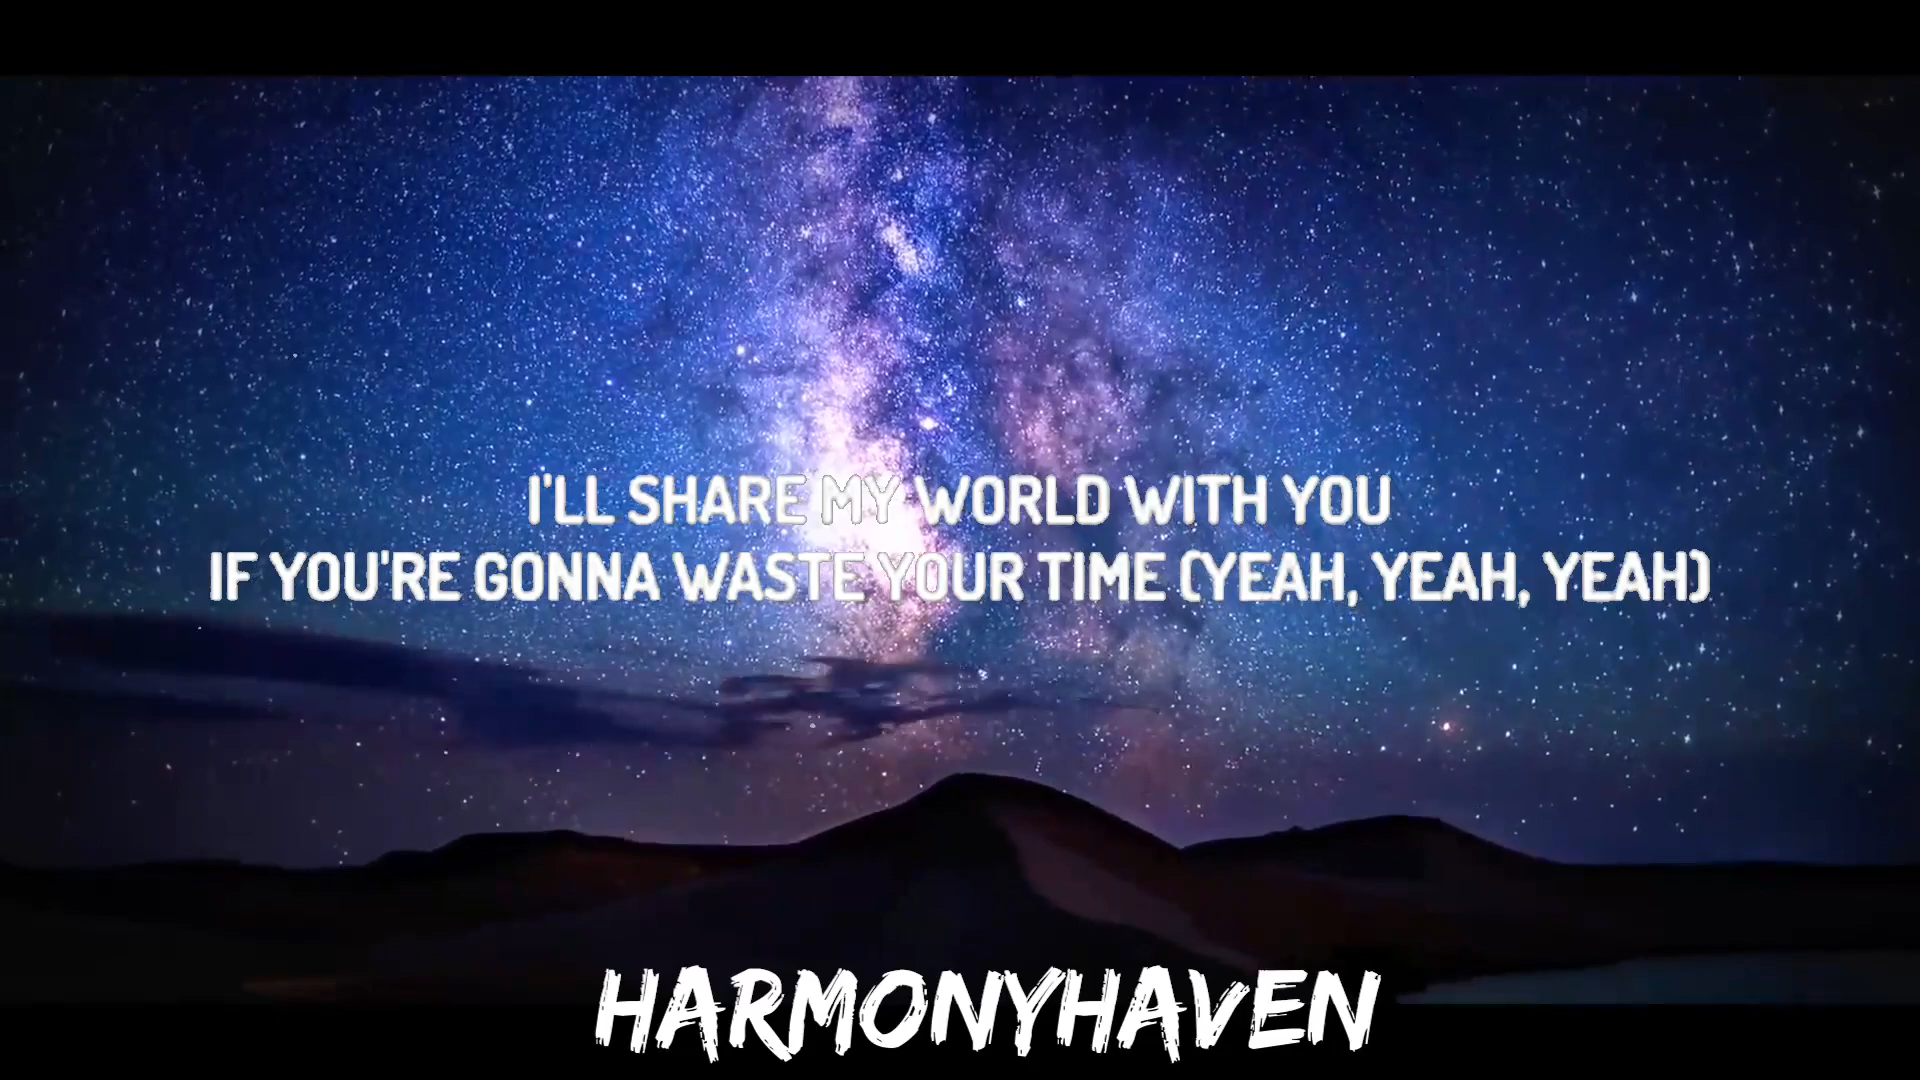 I'LL SHARE MY WORLD WITH YOU
IF YOU'RE GONNA WASTE YOUR TIME (YEAH, YEAH, YEAH)
HARMONYHAVEN